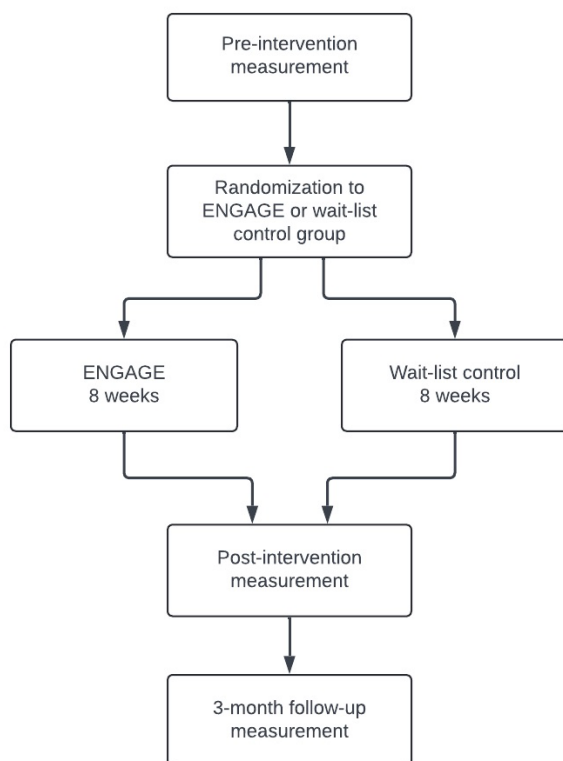 Pre-intervention
measurement
Randomization to
ENGAGE or wait-list
control group
ENGAGE
8 weeks
Wait-list control
8 weeks
Post-intervention
measurement
3-month follow-up
measurement